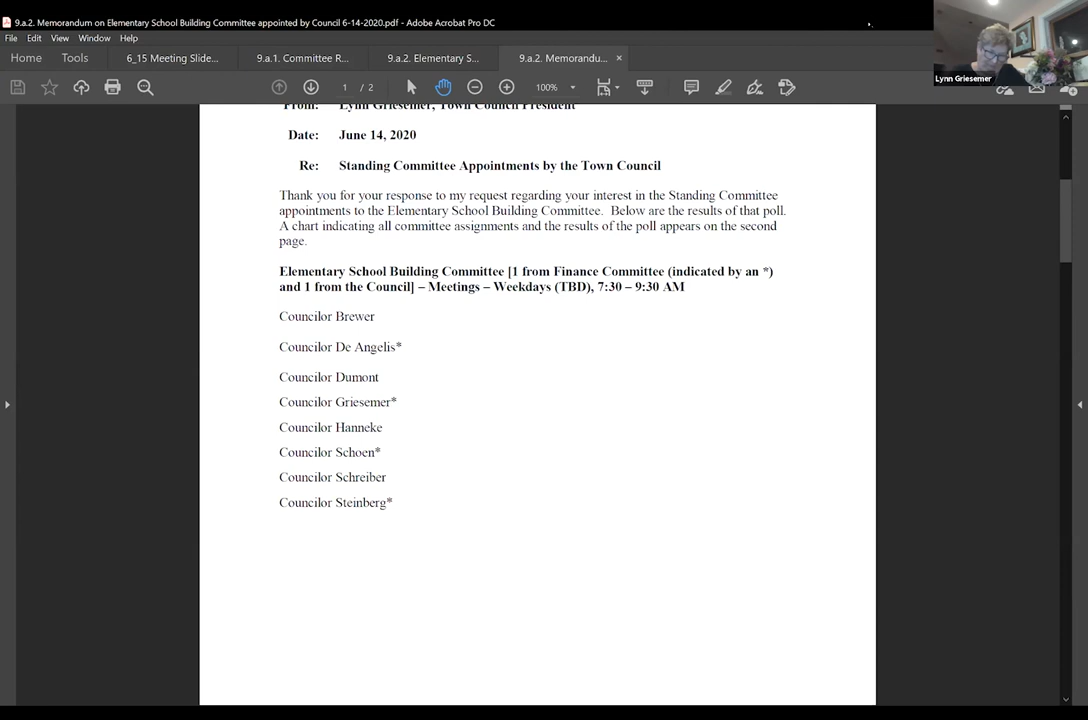 9.a.2. Memorandum on Elementary School Building Committee appointed by Council 6-14-2020.pdf - Adobe Acrobat Pro DC
File Edit View Window Help
Home Tools 6_15 Meeting Slide... 9.a.1. Committee R... 9.a.2. Elementary S... 9.a.2. Memorandu... ×
1 / 2 100%
Lynn Griesemer
From: Lynn Griesemer, Town Council President
Date: June 14, 2020
Re: Standing Committee Appointments by the Town Council
Thank you for your response to my request regarding your interest in the Standing Committee
appointments to the Elementary School Building Committee. Below are the results of that poll.
A chart indicating all committee assignments and the results of the poll appears on the second
page.
Elementary School Building Committee [1 from Finance Committee (indicated by an *)
and 1 from the Council] – Meetings – Weekdays (TBD), 7:30 – 9:30 AM
Councilor Brewer
Councilor De Angelis*
Councilor Dumont
Councilor Griesemer*
Councilor Hanneke
Councilor Schoen*
Councilor Schreiber
Councilor Steinberg*